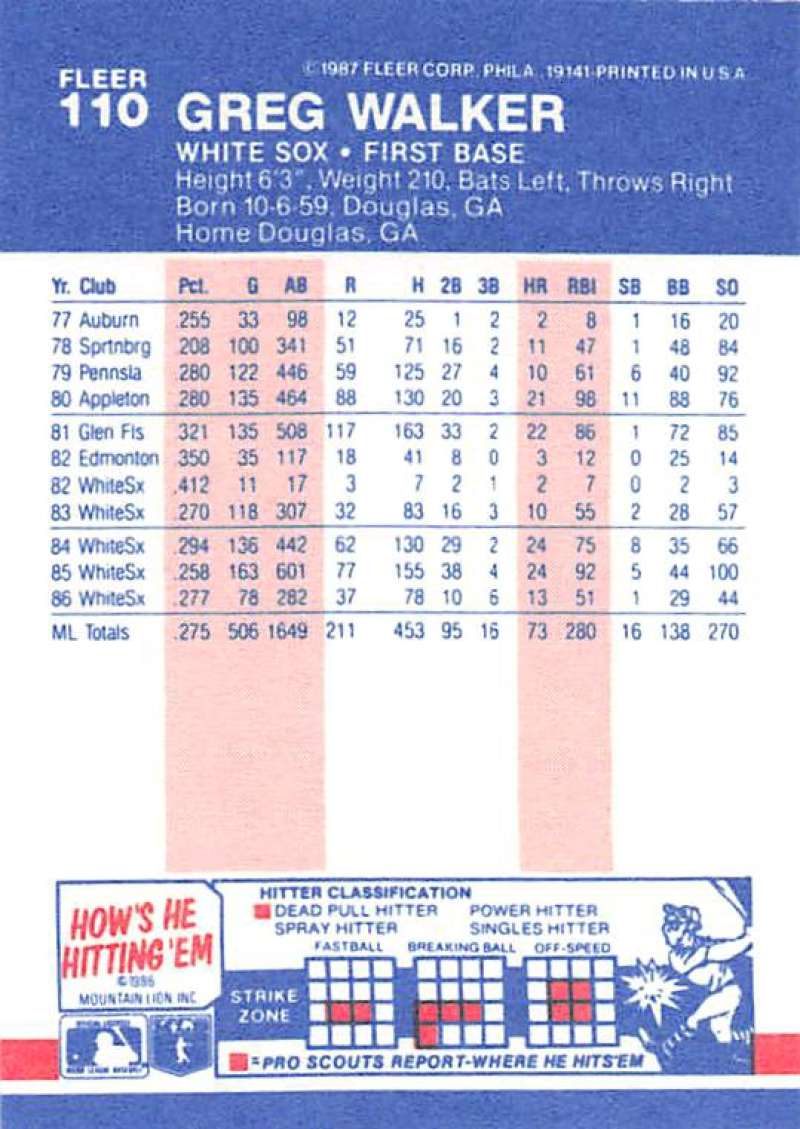 ©1987 FLEER CORP. PHILA. 19141-PRINTED IN U S A
FLEER
110 GREG WALKER
WHITE SOX • FIRST BASE
Height 6'3", Weight 210, Bats Left, Throws Right
Born 10-6-59, Douglas, GA
Home Douglas, GA
Yr. Club Pct. G AB R H 2B 3B HR RBI SB BB SO
77 Auburn .255 33 98 12 25 1 2 2 8 1 16 20
78 Sprtnbrg .208 100 341 51 71 16 2 11 47 1 48 84
79 Pennsla .280 122 446 59 125 27 4 10 61 6 40 92
80 Appleton .280 135 464 88 130 20 3 21 98 11 88 76
81 Glen Fls .321 135 508 117 163 33 2 22 86 1 72 85
82 Edmonton .350 35 117 18 41 8 0 3 12 0 25 14
82 WhiteSx .412 11 17 3 7 2 1 2 7 0 2 3
83 WhiteSx .270 118 307 32 83 16 3 10 55 2 28 57
84 WhiteSx .294 136 442 62 130 29 2 24 75 8 35 66
85 WhiteSx .258 163 601 77 155 38 4 24 92 5 44 100
86 WhiteSx .277 78 282 37 78 10 6 13 51 1 29 44
ML Totals .275 506 1649 211 453 95 16 73 280 16 138 270
HOW'S HE
HITTING 'EM
©1986
MOUNTAIN LION INC
HITTER CLASSIFICATION
DEAD PULL HITTER POWER HITTER
SPRAY HITTER SINGLES HITTER
FASTBALL BREAKING BALL OFF-SPEED
STRIKE
ZONE
=PRO SCOUTS REPORT-WHERE HE HITS 'EM
MAJOR LEAGUE BASEBALL